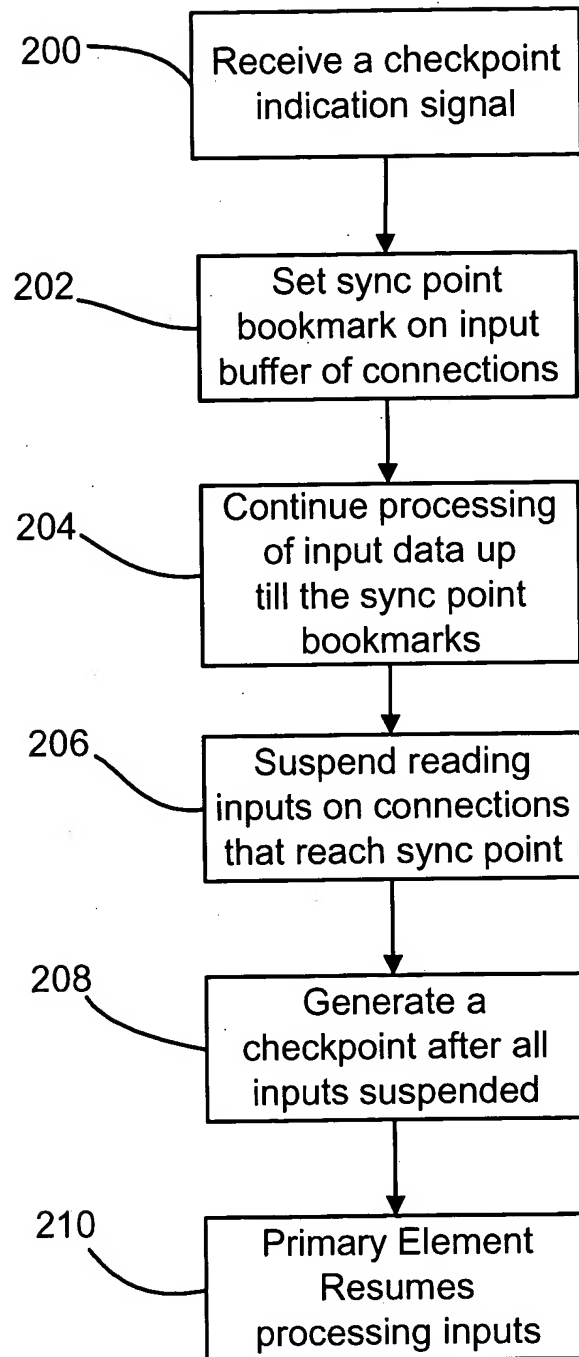 200
Receive a checkpoint
indication signal
202
Set sync point
bookmark on input
buffer of connections
204
Continue processing
of input data up
till the sync point
bookmarks
206
Suspend reading
inputs on connections
that reach sync point
208
Generate a
checkpoint after all
inputs suspended
210
Primary Element
Resumes
processing inputs